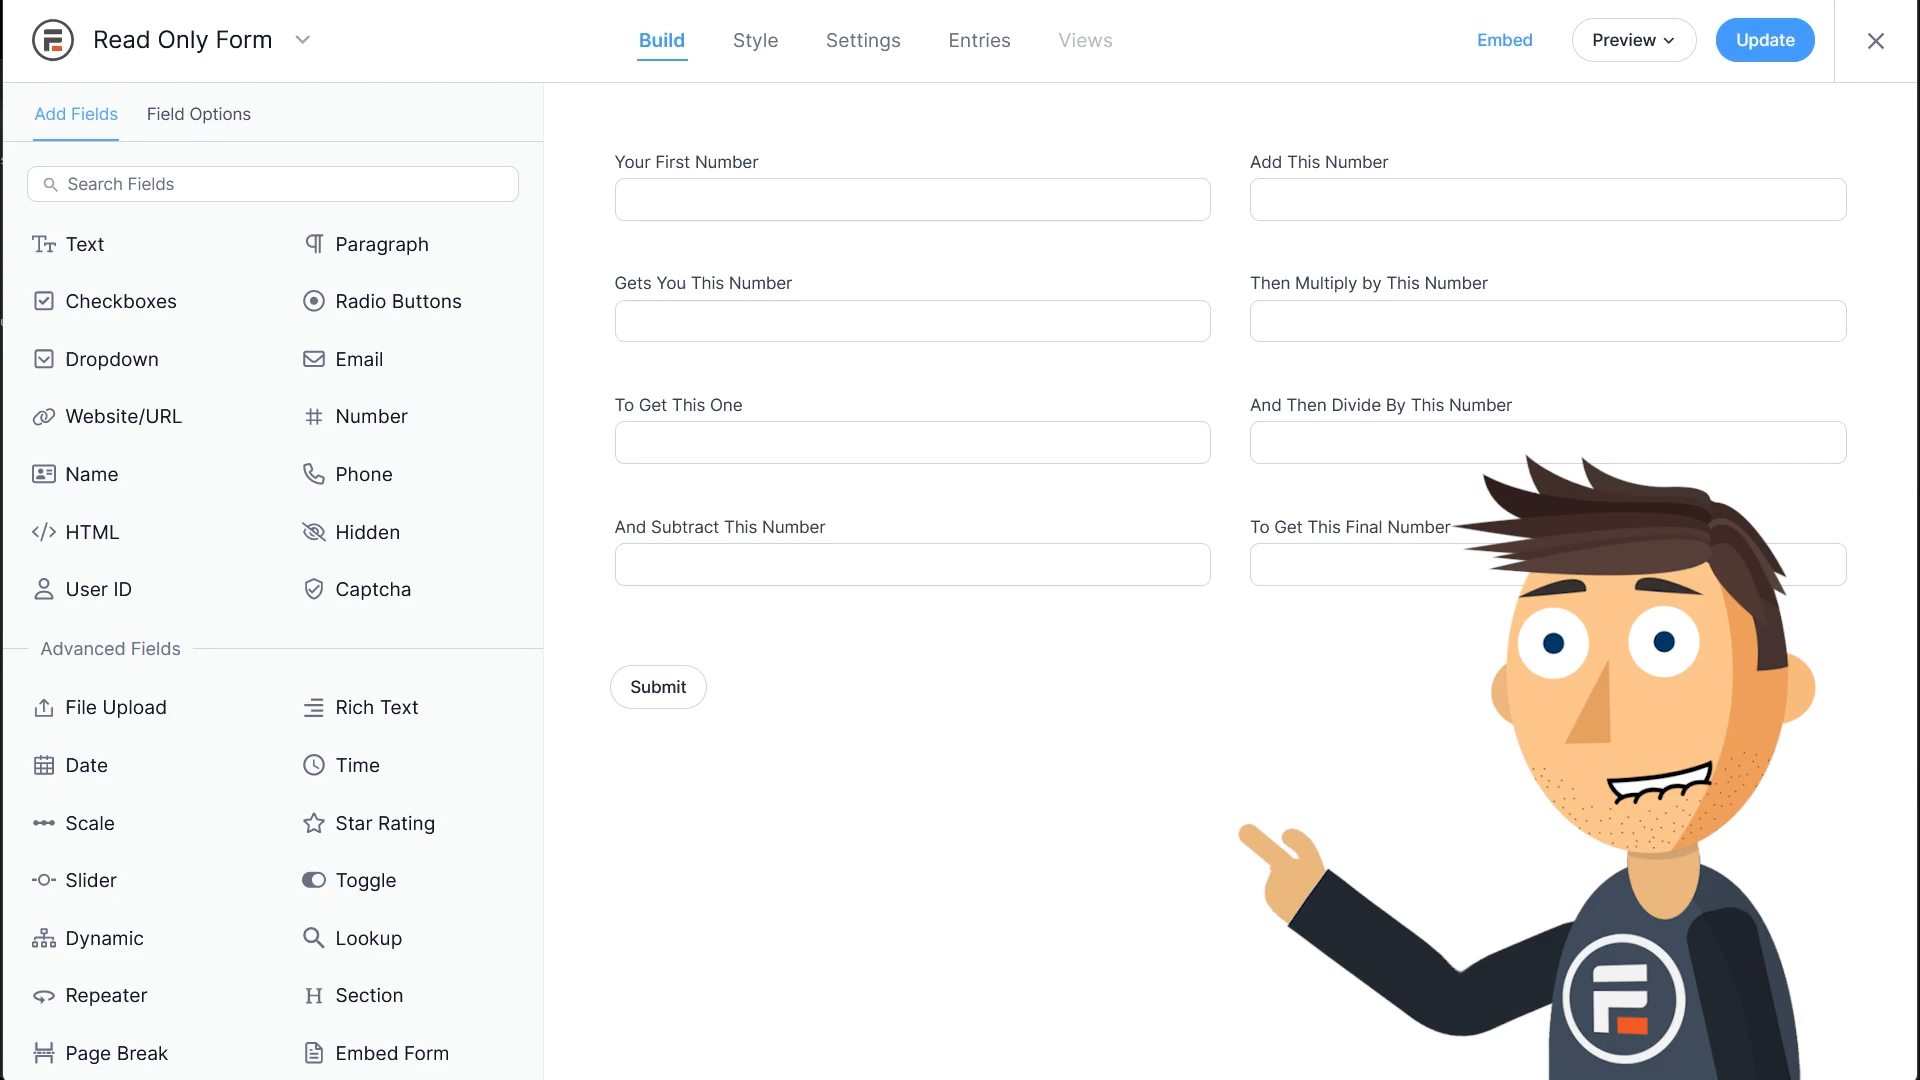 Read Only Form
Build Style Settings Entries Views
Embed Preview Update
Add Fields Field Options
Search Fields
Text Paragraph
Checkboxes Radio Buttons
Dropdown Email
Website/URL Number
Name Phone
HTML Hidden
User ID Captcha
Advanced Fields
File Upload Rich Text
Date Time
Scale Star Rating
Slider Toggle
Dynamic Lookup
Repeater Section
Page Break Embed Form
Your First Number Add This Number
Gets You This Number Then Multiply by This Number
To Get This One And Then Divide By This Number
And Subtract This Number To Get This Final Number
Submit